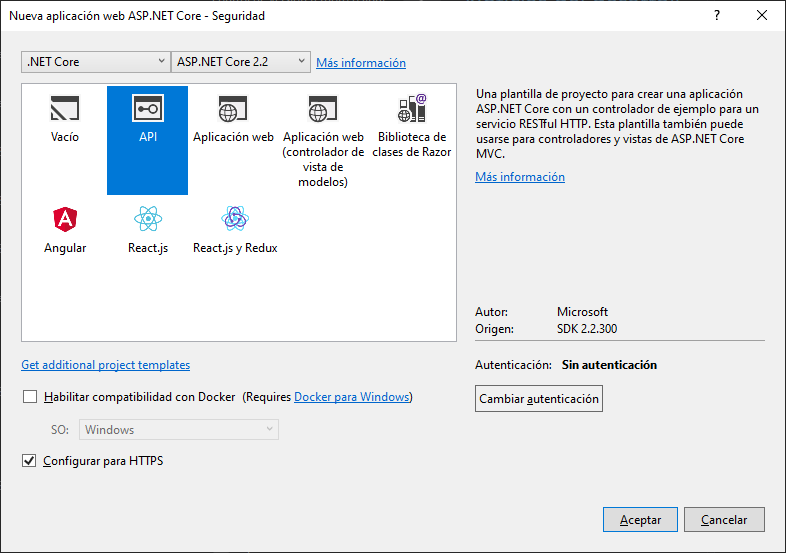 Nueva aplicación web ASP.NET Core - Seguridad
.NET Core
ASP.NET Core 2.2
Más información
Vacío
API
Aplicación web
Aplicación web
(controlador de
vista de
modelos)
Biblioteca de
clases de Razor
Angular
React.js
React.js y Redux
Una plantilla de proyecto para crear una aplicación
ASP.NET Core con un controlador de ejemplo para un
servicio RESTful HTTP. Esta plantilla también puede
usarse para controladores y vistas de ASP.NET Core
MVC.
Más información
Autor: Microsoft
Origen: SDK 2.2.300
Get additional project templates
Autenticación: Sin autenticación
Habilitar compatibilidad con Docker (Requires Docker para Windows)
Cambiar autenticación
SO: Windows
Configurar para HTTPS
Aceptar
Cancelar